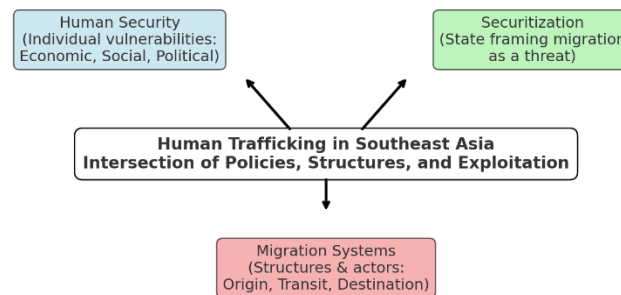 Human Security
(Individual vulnerabilities:
Economic, Social, Political)
Securitization
(State framing migration
as a threat)
Human Trafficking in Southeast Asia
Intersection of Policies, Structures, and Exploitation
Migration Systems
(Structures & actors:
Origin, Transit, Destination)